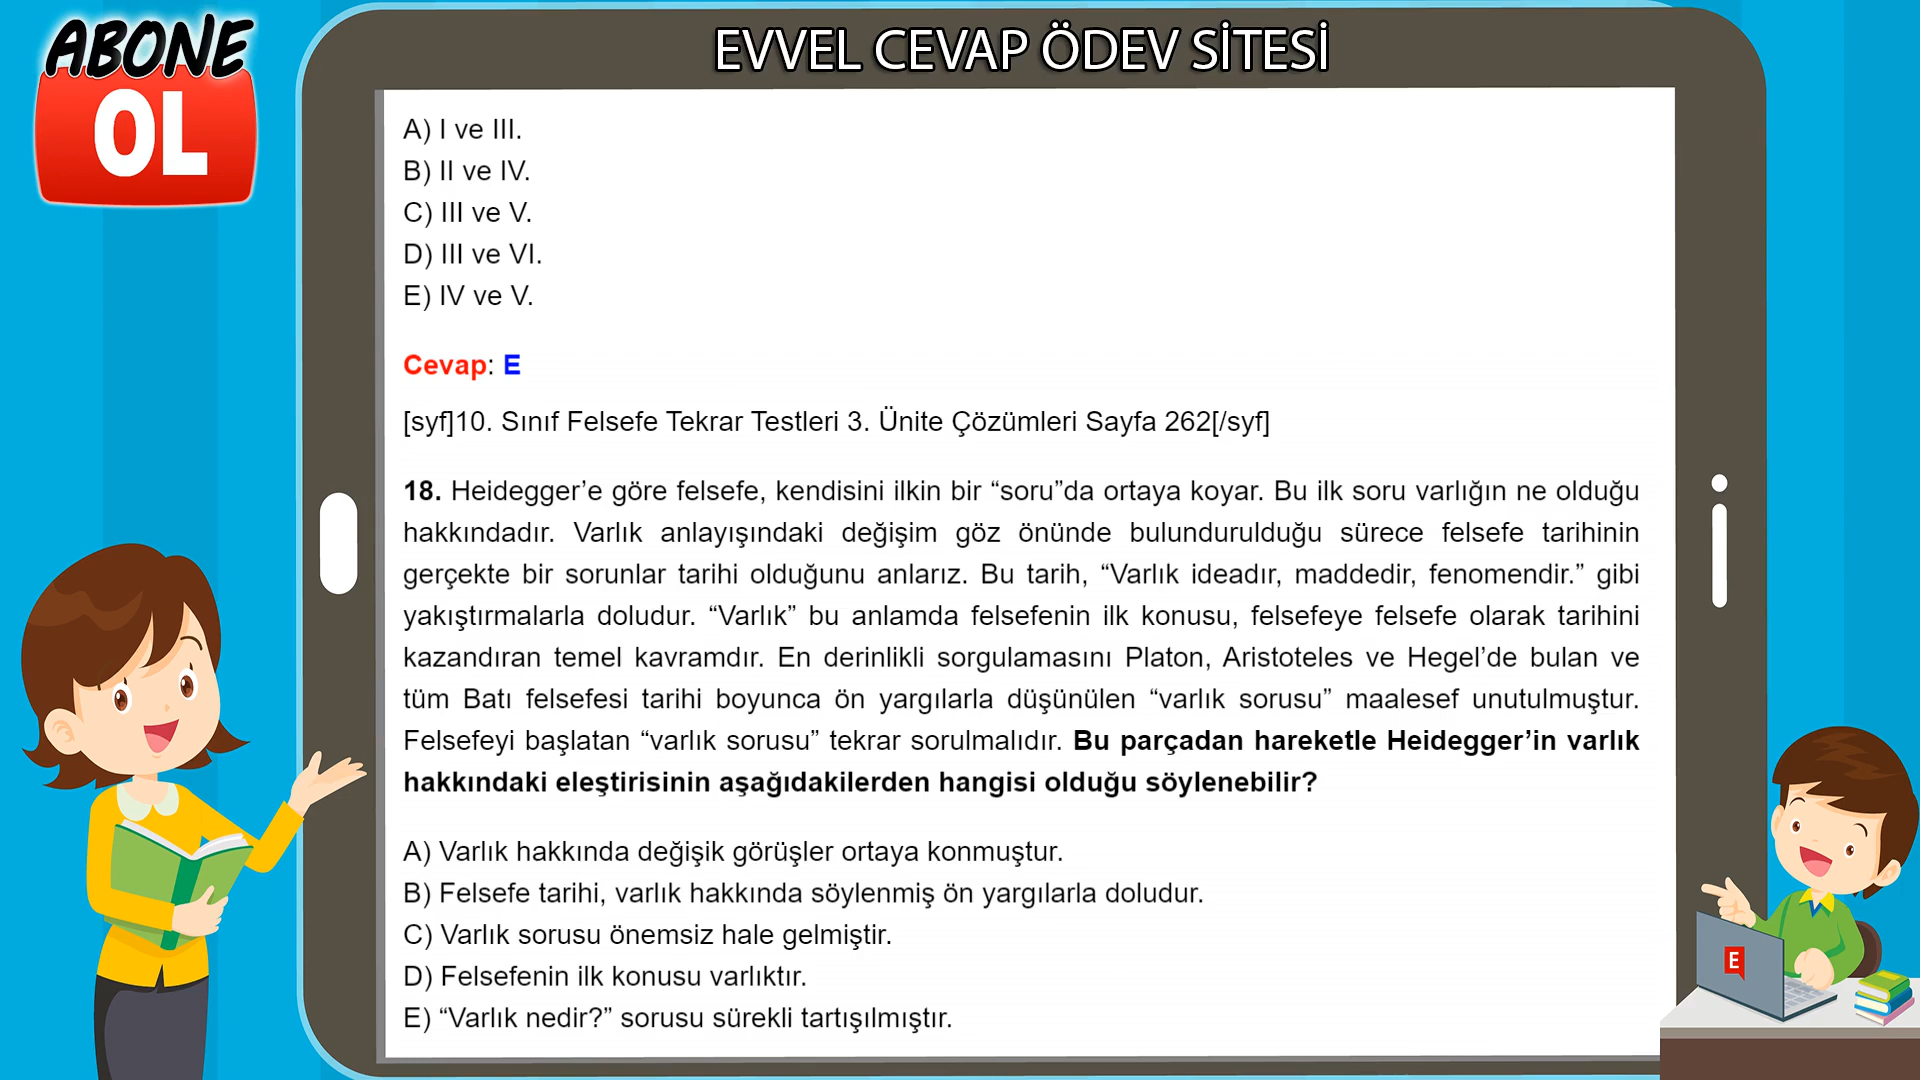 ABONE
OL
EVVEL CEVAP ÖDEV SİTESİ
A) I ve III.
B) II ve IV.
C) III ve V.
D) III ve VI.
E) IV ve V.
Cevap: E
[syf]10. Sınıf Felsefe Tekrar Testleri 3. Ünite Çözümleri Sayfa 262[/syf]
18. Heidegger’e göre felsefe, kendisini ilkin bir “soru”da ortaya koyar. Bu ilk soru varlığın ne olduğu
hakkındadır. Varlık anlayışındaki değişim göz önünde bulundurulduğu sürece felsefe tarihinin
gerçekte bir sorunlar tarihi olduğunu anlarız. Bu tarih, “Varlık ideadır, maddedir, fenomendir.” gibi
yakıştırmalarla doludur. “Varlık” bu anlamda felsefenin ilk konusu, felsefeye felsefe olarak tarihini
kazandıran temel kavramdır. En derinlikli sorgulamasını Platon, Aristoteles ve Hegel’de bulan ve
tüm Batı felsefesi tarihi boyunca ön yargılarla düşünülen “varlık sorusu” maalesef unutulmuştur.
Felsefeyi başlatan “varlık sorusu” tekrar sorulmalıdır. Bu parçadan hareketle Heidegger’in varlık
hakkındaki eleştirisinin aşağıdakilerden hangisi olduğu söylenebilir?
A) Varlık hakkında değişik görüşler ortaya konmuştur.
B) Felsefe tarihi, varlık hakkında söylenmiş ön yargılarla doludur.
C) Varlık sorusu önemsiz hale gelmiştir.
D) Felsefenin ilk konusu varlıktır.
E) “Varlık nedir?” sorusu sürekli tartışılmıştır.
E